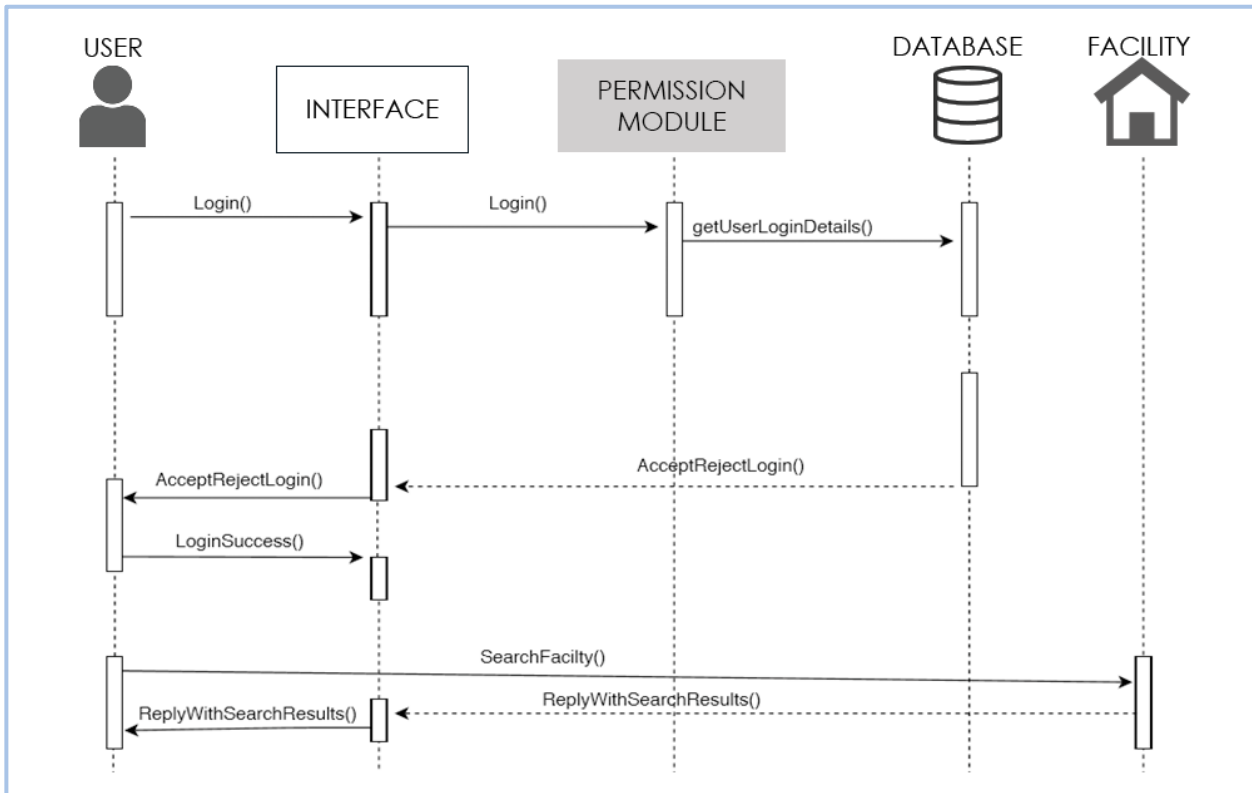 USER
INTERFACE
PERMISSION
MODULE
DATABASE
FACILITY
Login()
Login()
getUserLoginDetails()
AcceptRejectLogin()
AcceptRejectLogin()
LoginSuccess()
SearchFacilty()
ReplyWithSearchResults()
ReplyWithSearchResults()